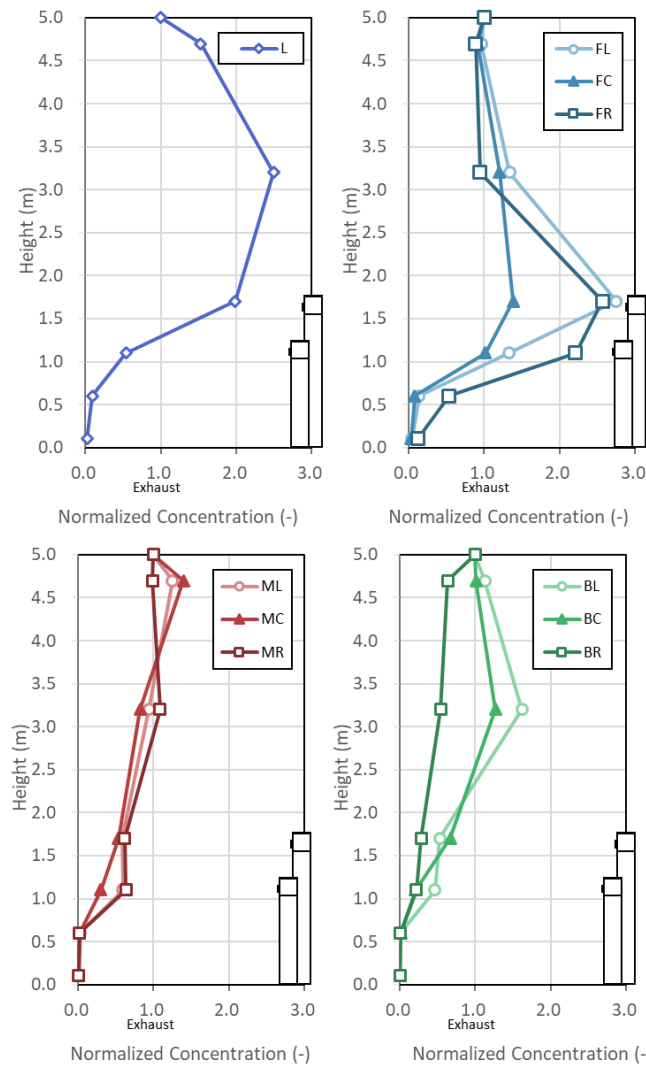 5.0
4.5
4.0
3.5
3.0
2.5
2.0
1.5
1.0
0.5
0.0
Height (m)
L
0.0 1.0 2.0 3.0
Exhaust
Normalized Concentration (-)
5.0
4.5
4.0
3.5
3.0
2.5
2.0
1.5
1.0
0.5
0.0
Height (m)
FL
FC
FR
0.0 1.0 2.0 3.0
Exhaust
Normalized Concentration (-)
5.0
4.5
4.0
3.5
3.0
2.5
2.0
1.5
1.0
0.5
0.0
Height (m)
ML
MC
MR
0.0 1.0 2.0 3.0
Exhaust
Normalized Concentration (-)
5.0
4.5
4.0
3.5
3.0
2.5
2.0
1.5
1.0
0.5
0.0
Height (m)
BL
BC
BR
0.0 1.0 2.0 3.0
Exhaust
Normalized Concentration (-